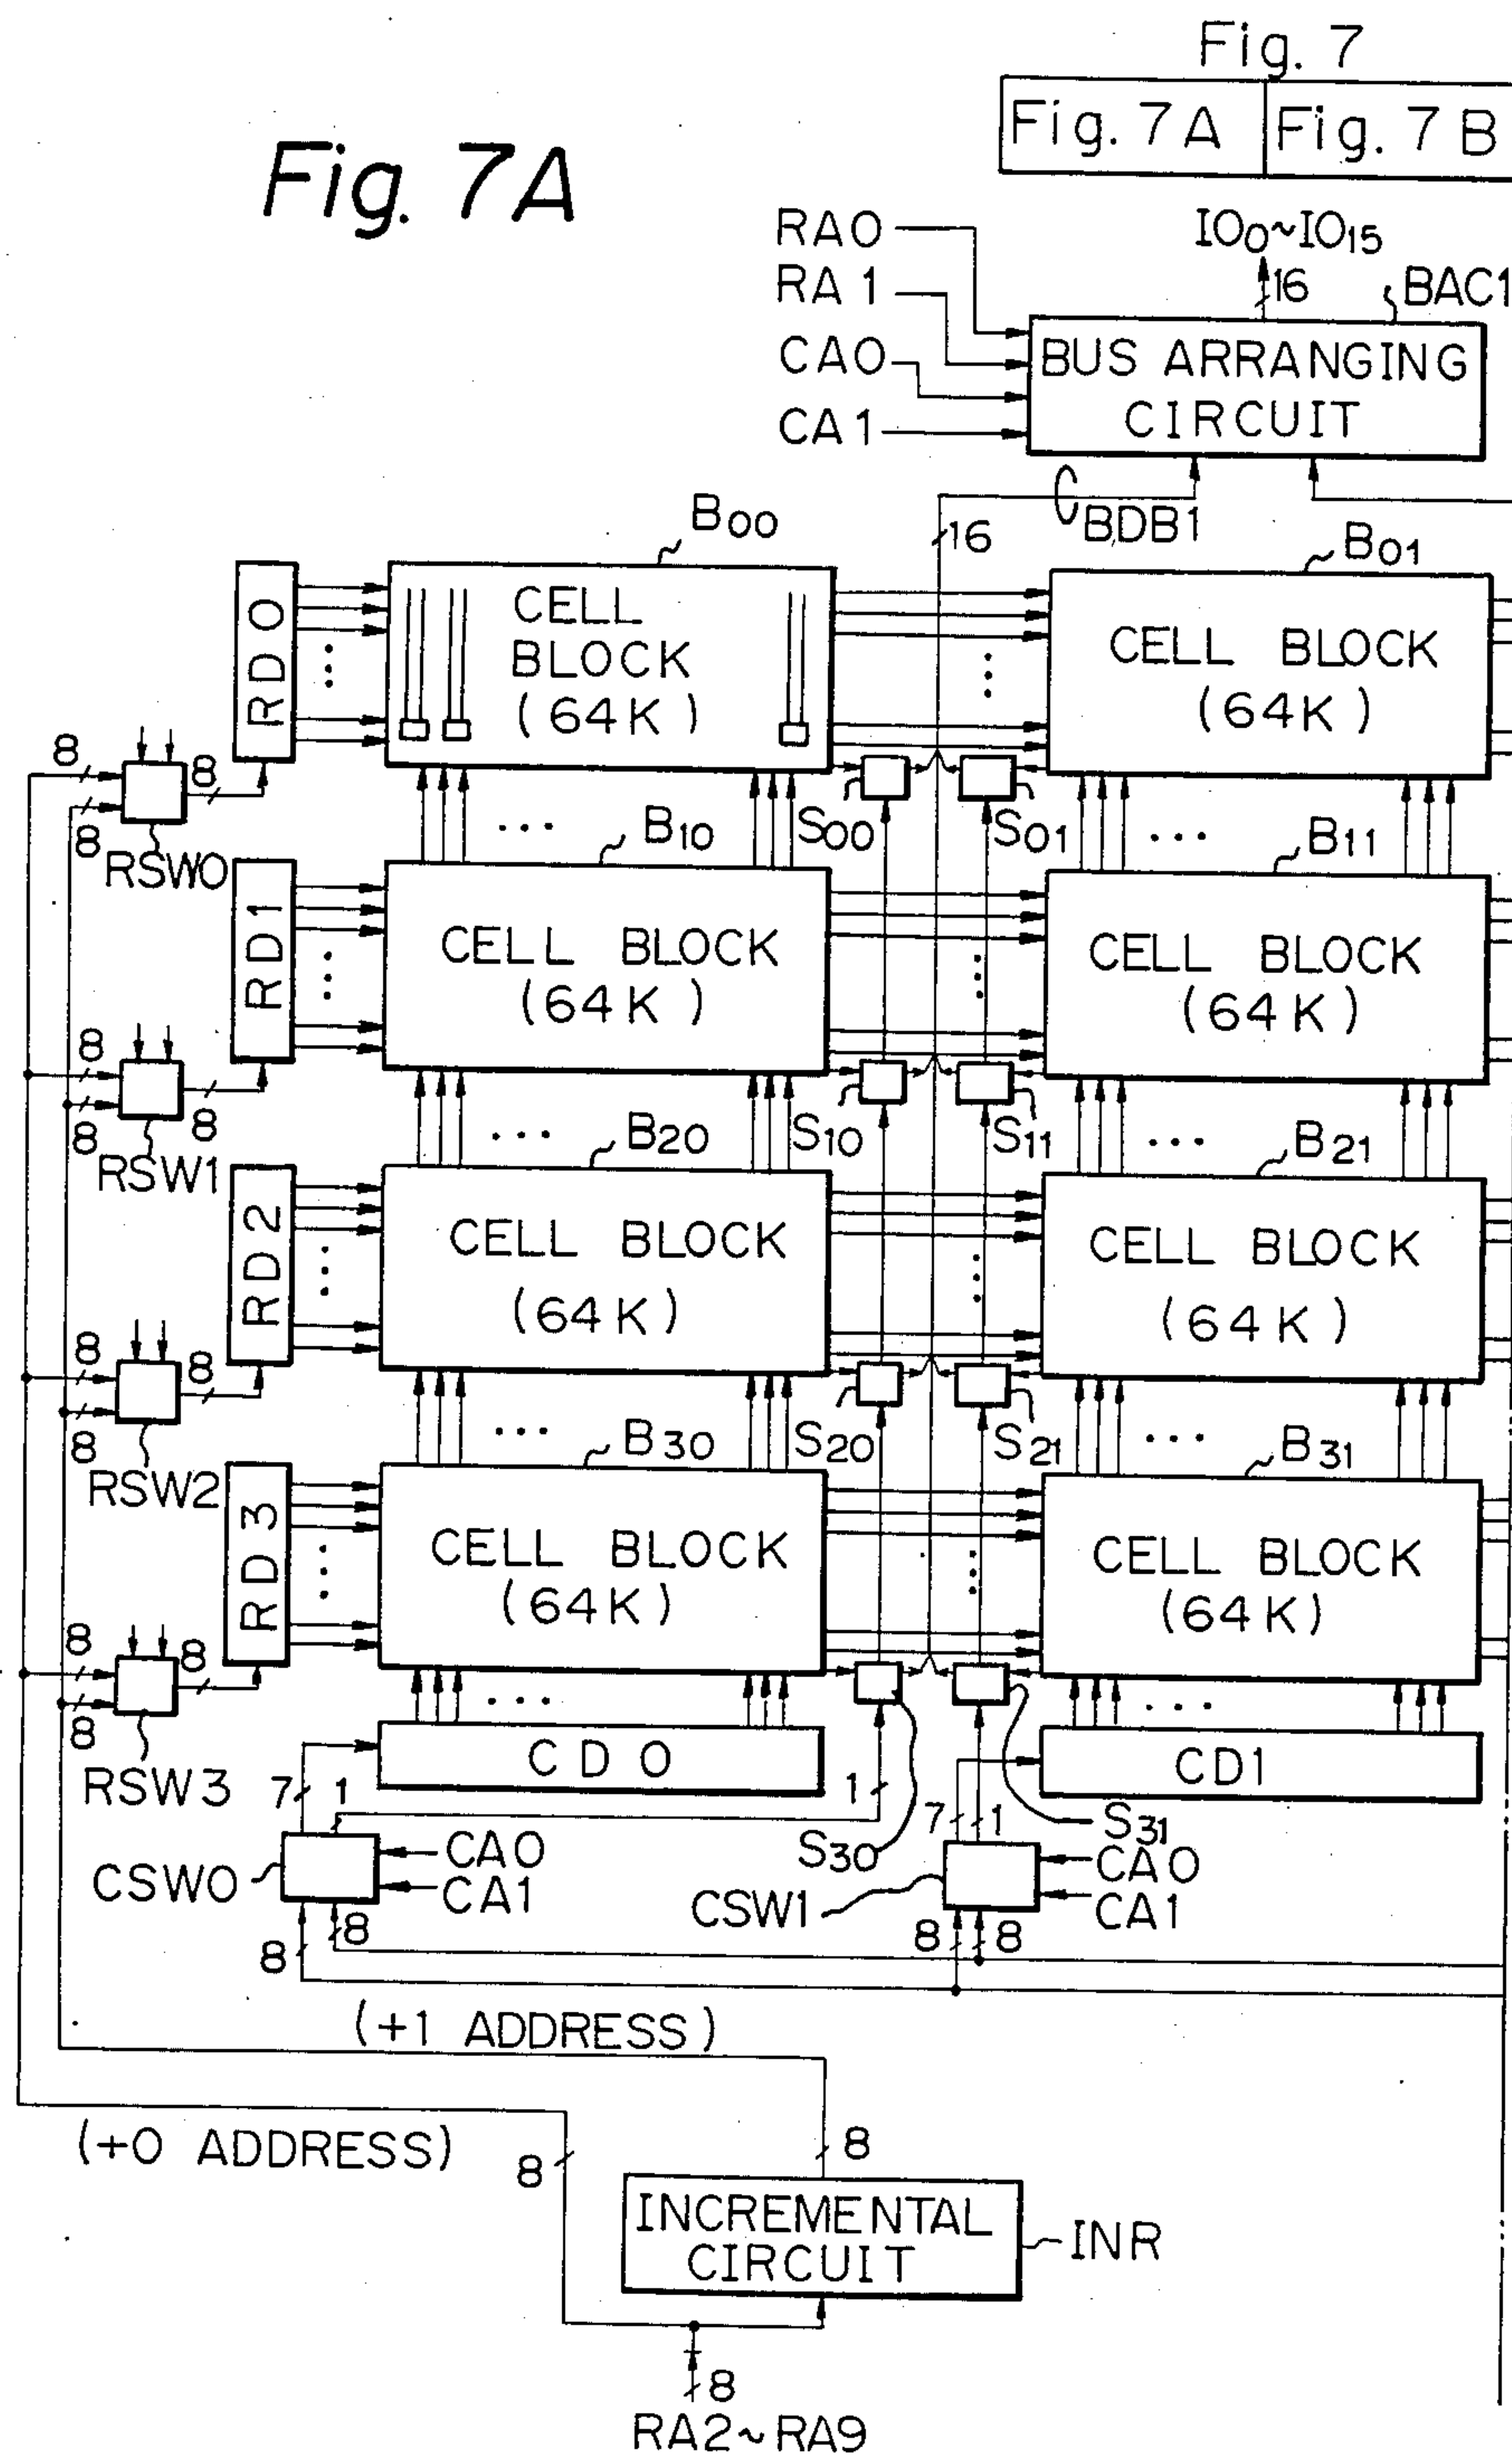 Fig. 7
Fig. 7A
Fig. 7B
Fig. 7A
RA0
RA1
CA0
CA1
IO0~IO15
16
BAC1
BUS ARRANGING
CIRCUIT
BDB1
16
B00
B01
RD0
CELL
BLOCK
(64K)
CELL BLOCK
(64K)
8
8
8
RSW0
S00
S01
B10
B11
RD1
CELL BLOCK
(64K)
CELL BLOCK
(64K)
8
8
8
RSW1
S10
S11
B20
B21
RD2
CELL BLOCK
(64K)
CELL BLOCK
(64K)
8
8
8
RSW2
S20
S21
B30
B31
RD3
CELL BLOCK
(64K)
CELL BLOCK
(64K)
8
8
8
RSW3
CD0
CD1
7
1
1
7
1
S30
S31
CSW0
CA0
CA1
CSW1
CA0
CA1
8
8
8
8
(+1 ADDRESS)
(+0 ADDRESS)
8
8
INCREMENTAL
CIRCUIT
INR
8
RA2~RA9